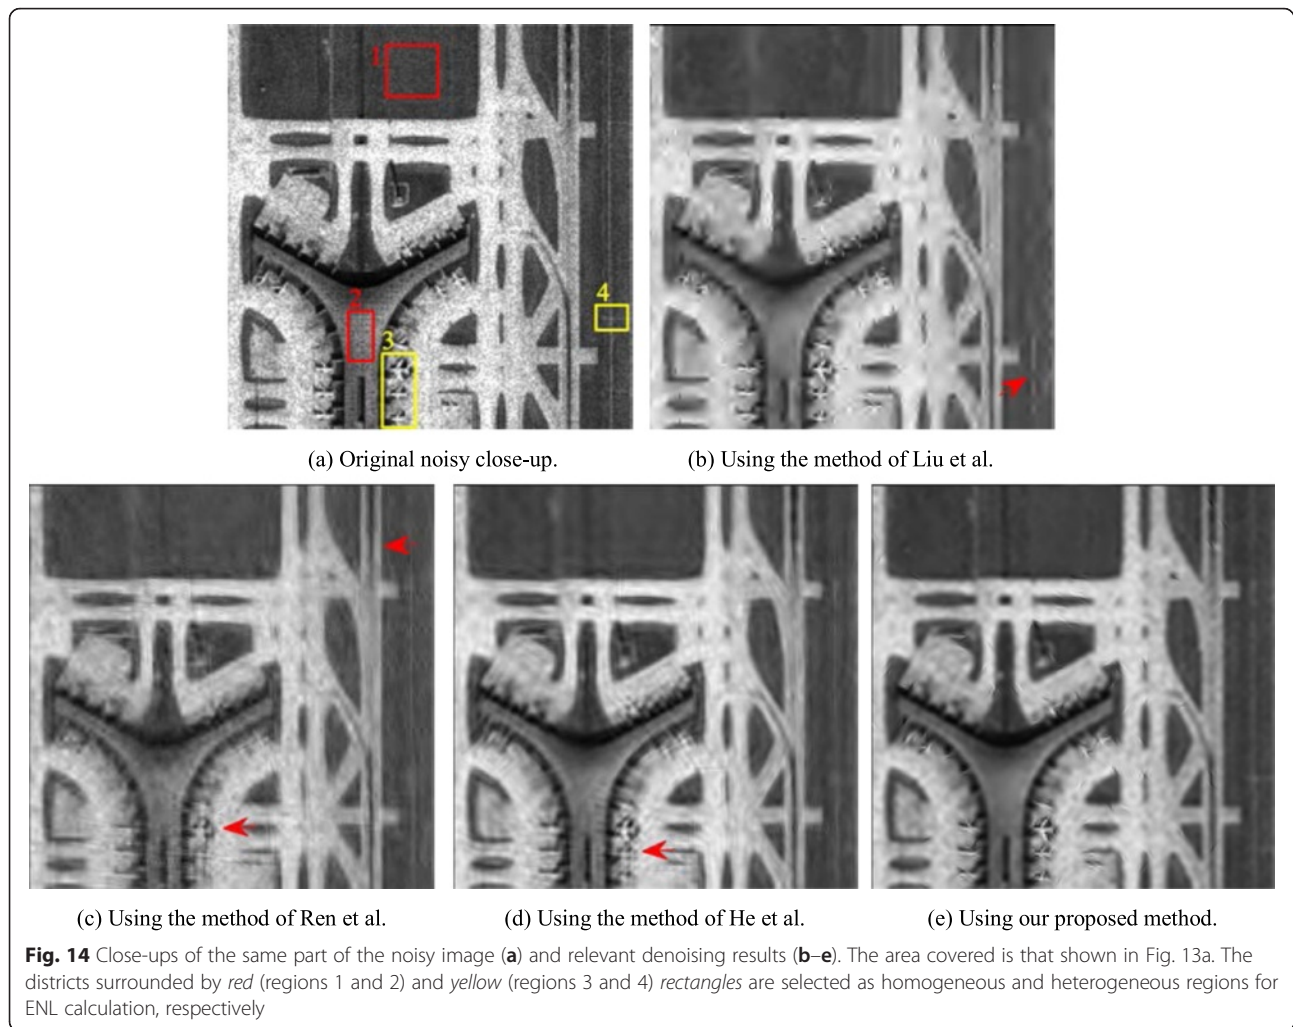 1
2
3
4
(a) Original noisy close-up.
(b) Using the method of Liu et al.
(c) Using the method of Ren et al.
(d) Using the method of He et al.
(e) Using our proposed method.
Fig. 14 Close-ups of the same part of the noisy image (a) and relevant denoising results (b–e). The area covered is that shown in Fig. 13a. The
districts surrounded by red (regions 1 and 2) and yellow (regions 3 and 4) rectangles are selected as homogeneous and heterogeneous regions for
ENL calculation, respectively